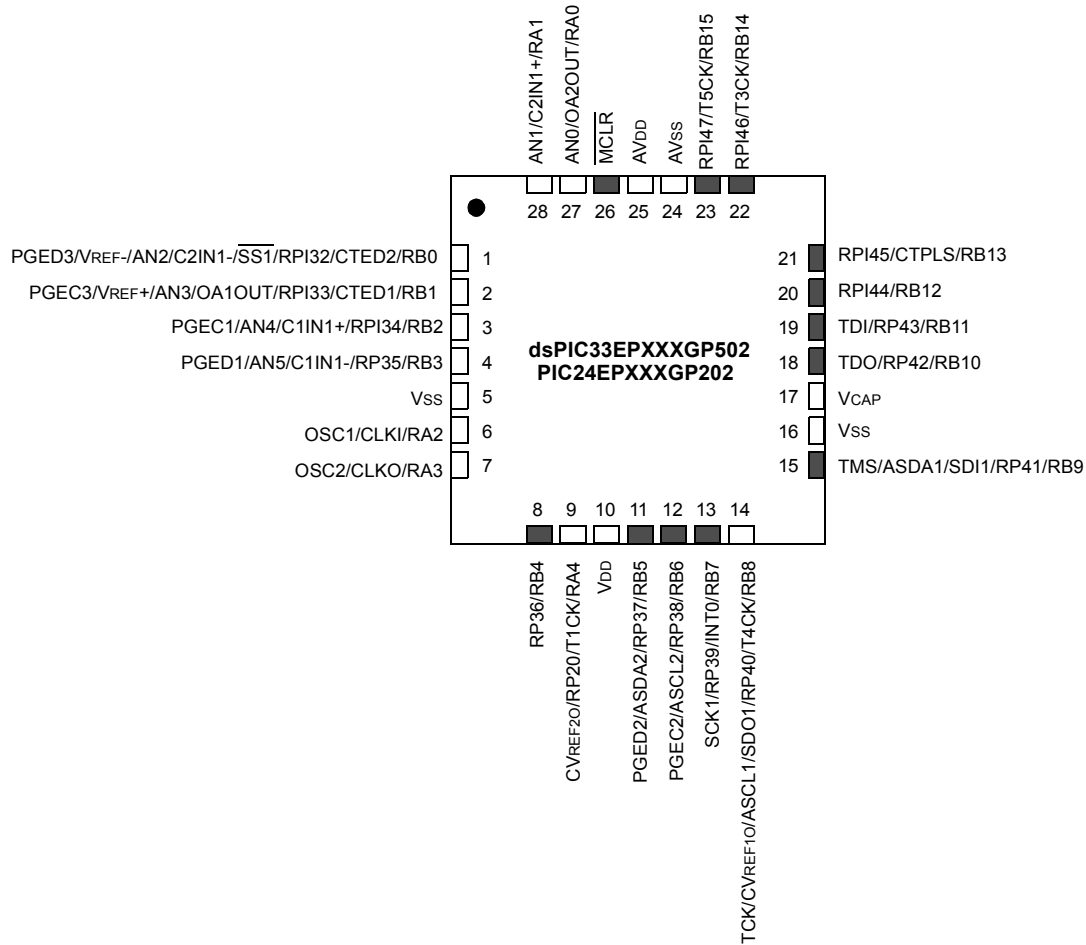 AN1/C2IN1+/RA1
AN0/OA2OUT/RA0
MCLR
AVDD
AVSS
RPI47/T5CK/RB15
RPI46/T3CK/RB14
28 27 26 25 24 23 22
PGED3/VREF-/AN2/C2IN1-/SS1/RPI32/CTED2/RB0 1
PGEC3/VREF+/AN3/OA1OUT/RPI33/CTED1/RB1 2
PGEC1/AN4/C1IN1+/RPI34/RB2 3
PGED1/AN5/C1IN1-/RP35/RB3 4
VSS 5
OSC1/CLKI/RA2 6
OSC2/CLKO/RA3 7
dsPIC33EPXXXGP502
PIC24EPXXXGP202
21 RPI45/CTPLS/RB13
20 RPI44/RB12
19 TDI/RP43/RB11
18 TDO/RP42/RB10
17 VCAP
16 VSS
15 TMS/ASDA1/SDI1/RP41/RB9
8 9 10 11 12 13 14
RP36/RB4
CVREF2O/RP20/T1CK/RA4
VDD
PGED2/ASDA2/RP37/RB5
PGEC2/ASCL2/RP38/RB6
SCK1/RP39/INT0/RB7
TCK/CVREF1O/ASCL1/SDO1/RP40/T4CK/RB8